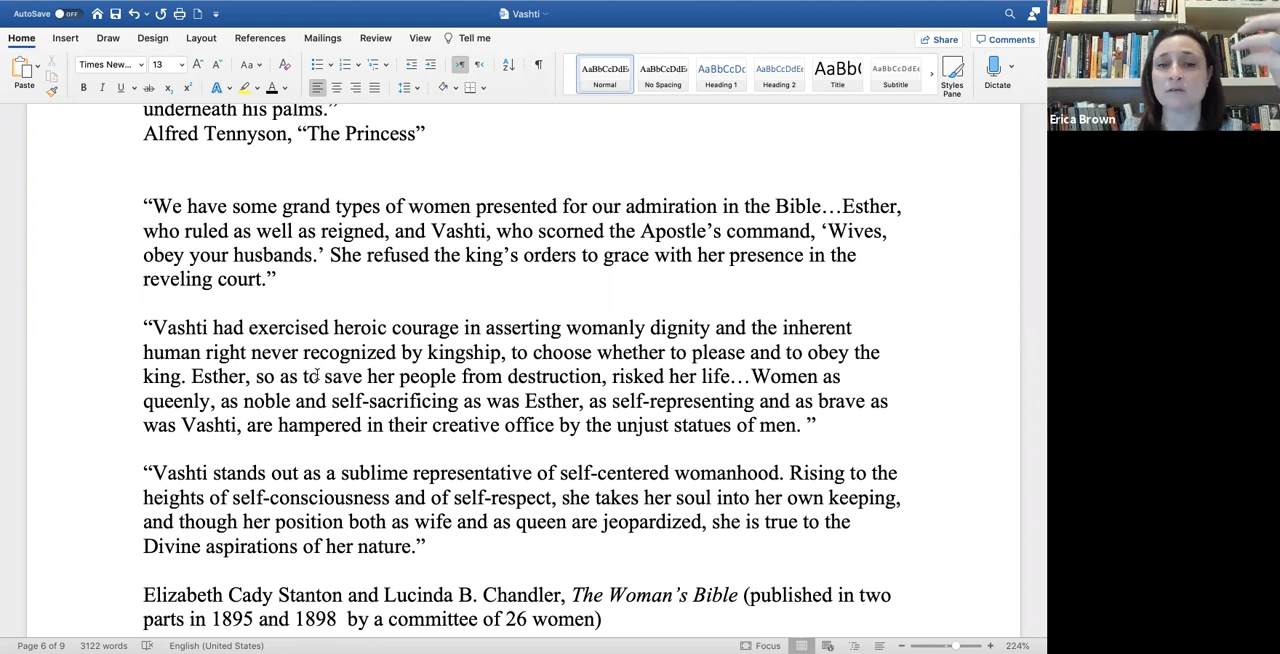 AutoSave OFF
Vashti
Home Insert Draw Design Layout References Mailings Review View Tell me
Share Comments
Paste
Times New... 13
Aa
B I U ab x₂ x² A A
AaBbCcDdEe AaBbCcDdEe AaBbCcDc AaBbCcDdEe AaBb( AaBbCcDdEe
Normal No Spacing Heading 1 Heading 2 Title Subtitle
Styles Pane
Dictate
Erica Brown
underneath his palms.”
Alfred Tennyson, “The Princess”
“We have some grand types of women presented for our admiration in the Bible…Esther,
who ruled as well as reigned, and Vashti, who scorned the Apostle’s command, ‘Wives,
obey your husbands.’ She refused the king’s orders to grace with her presence in the
reveling court.”
“Vashti had exercised heroic courage in asserting womanly dignity and the inherent
human right never recognized by kingship, to choose whether to please and to obey the
king. Esther, so as to save her people from destruction, risked her life…Women as
queenly, as noble and self-sacrificing as was Esther, as self-representing and as brave as
was Vashti, are hampered in their creative office by the unjust statues of men. ”
“Vashti stands out as a sublime representative of self-centered womanhood. Rising to the
heights of self-consciousness and of self-respect, she takes her soul into her own keeping,
and though her position both as wife and as queen are jeopardized, she is true to the
Divine aspirations of her nature.”
Elizabeth Cady Stanton and Lucinda B. Chandler, The Woman’s Bible (published in two
parts in 1895 and 1898 by a committee of 26 women)
Page 6 of 9 3122 words English (United States) Focus 224%